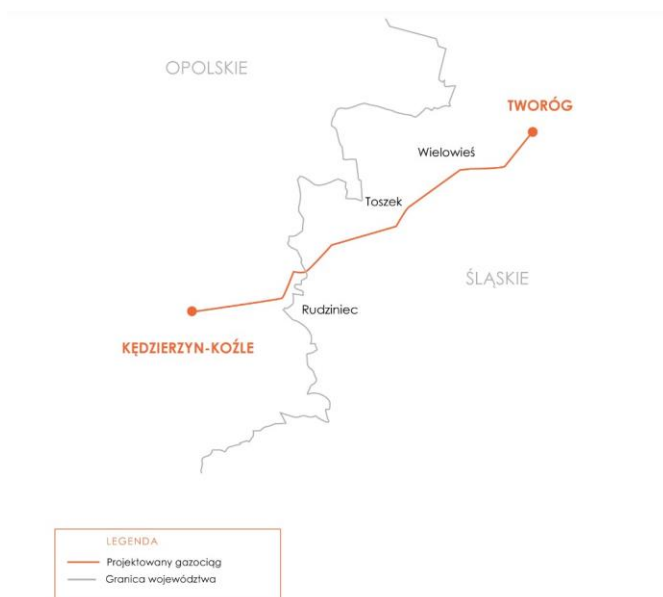 OPOLSKIE
TWORÓG
Wielowieś
Toszek
ŚLĄSKIE
Rudziniec
KĘDZIERZYN-KOŹLE
LEGENDA
Projektowany gazociąg
Granica województwa